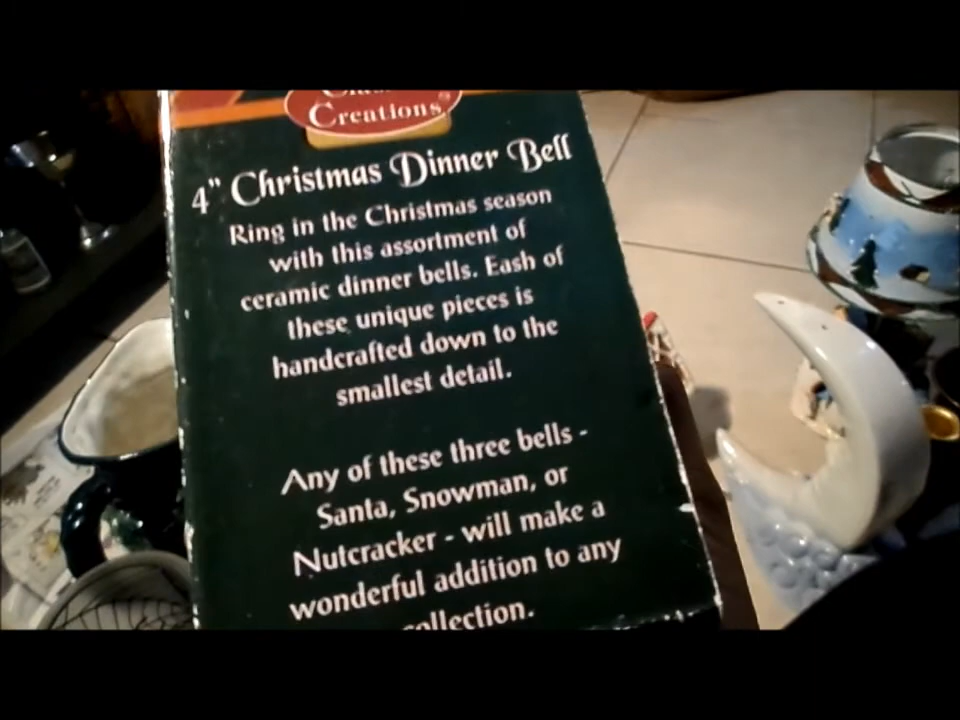 Creations
4" Christmas Dinner Bell
Ring in the Christmas season
with this assortment of
ceramic dinner bells. Eash of
these unique pieces is
handcrafted down to the
smallest detail.
Any of these three bells -
Santa, Snowman, or
Nutcracker - will make a
wonderful addition to any
collection.